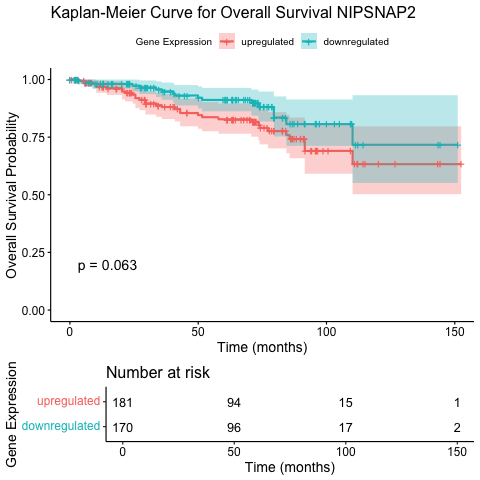 Kaplan-Meier Curve for Overall Survival NIPSNAP2
Gene Expression upregulated downregulated
Overall Survival Probability
1.00
0.75
0.50
0.25
0.00
p = 0.063
0 50 100 150
Time (months)
Number at risk
Gene Expression
upregulated 181 94 15 1
downregulated 170 96 17 2
0 50 100 150
Time (months)